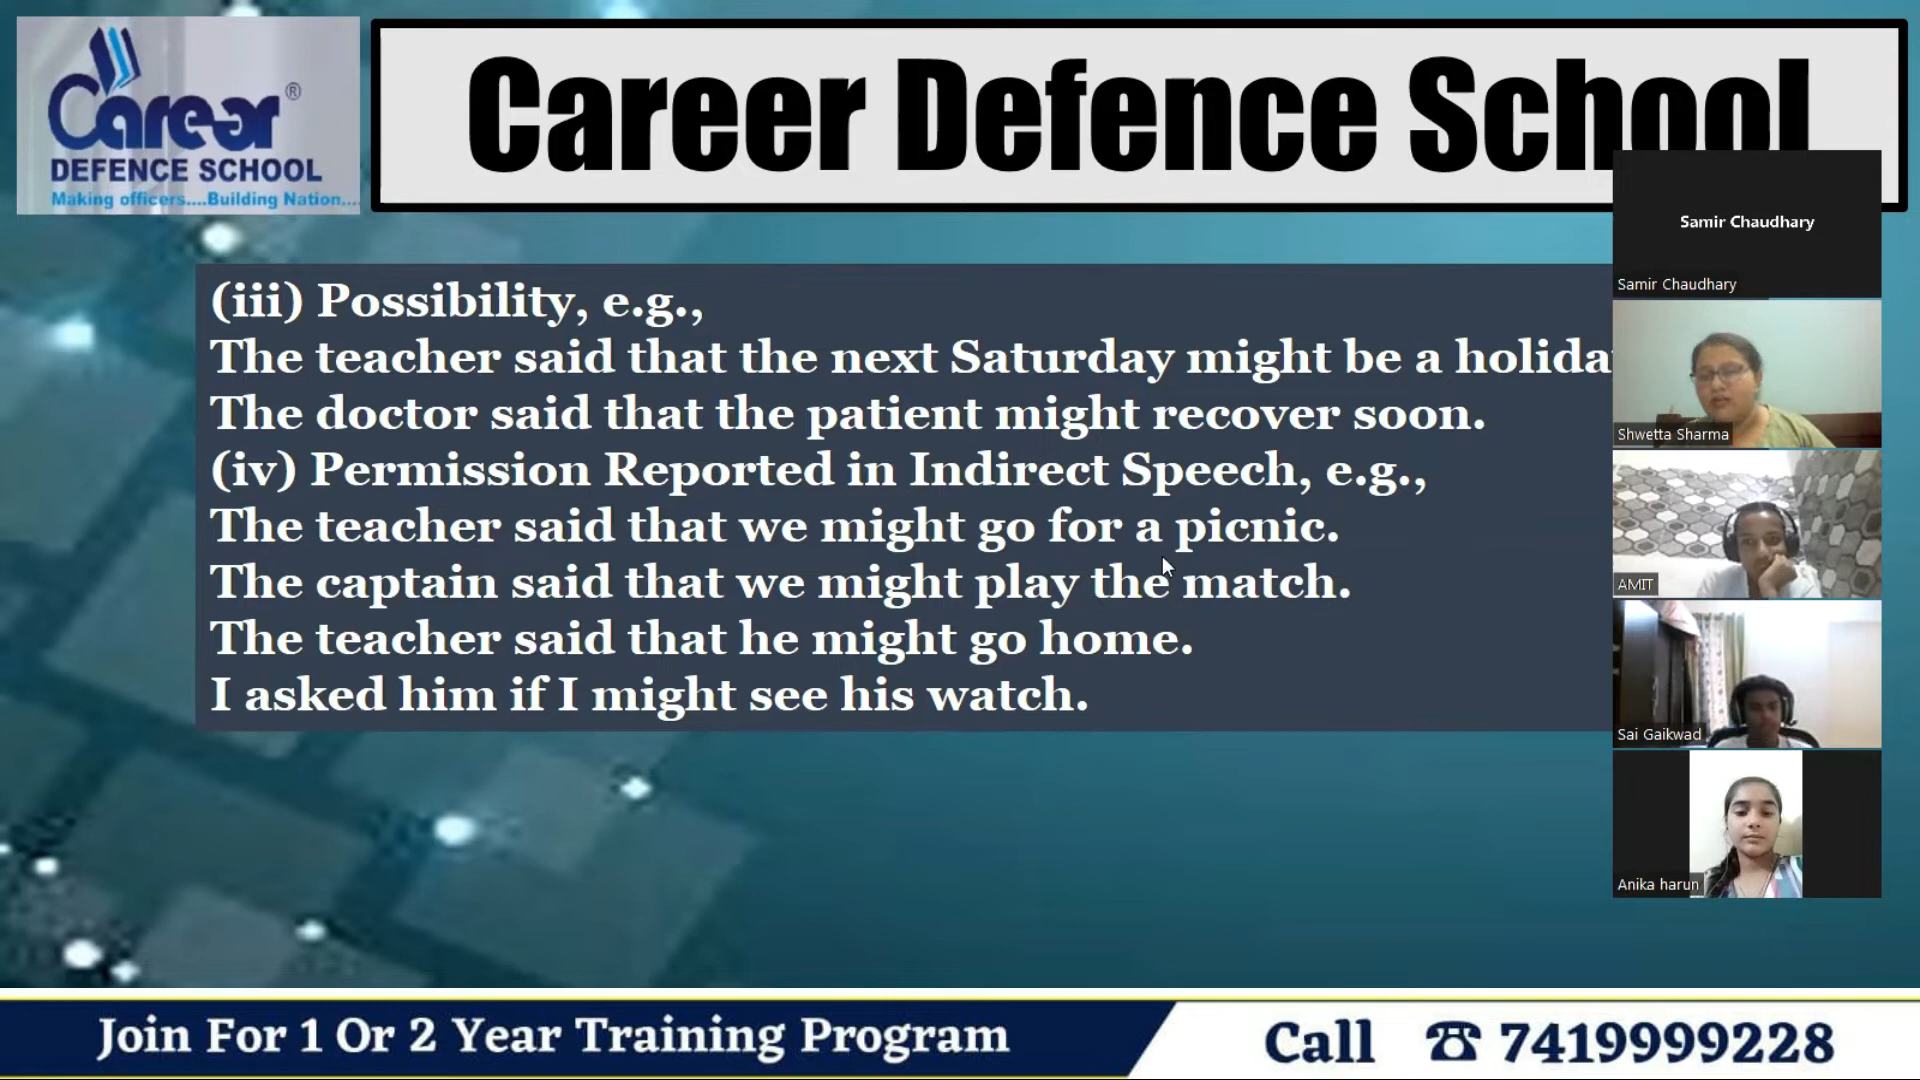 Career ®
DEFENCE SCHOOL
Making officers....Building Nation....
Career Defence School
Samir Chaudhary
Samir Chaudhary
(iii) Possibility, e.g.,
The teacher said that the next Saturday might be a holida
The doctor said that the patient might recover soon.
(iv) Permission Reported in Indirect Speech, e.g.,
The teacher said that we might go for a picnic.
The captain said that we might play the match.
The teacher said that he might go home.
I asked him if I might see his watch.
Shwetta Sharma
AMIT
Sai Gaikwad
Anika harun
Join For 1 Or 2 Year Training Program
Call ☎ 7419999228